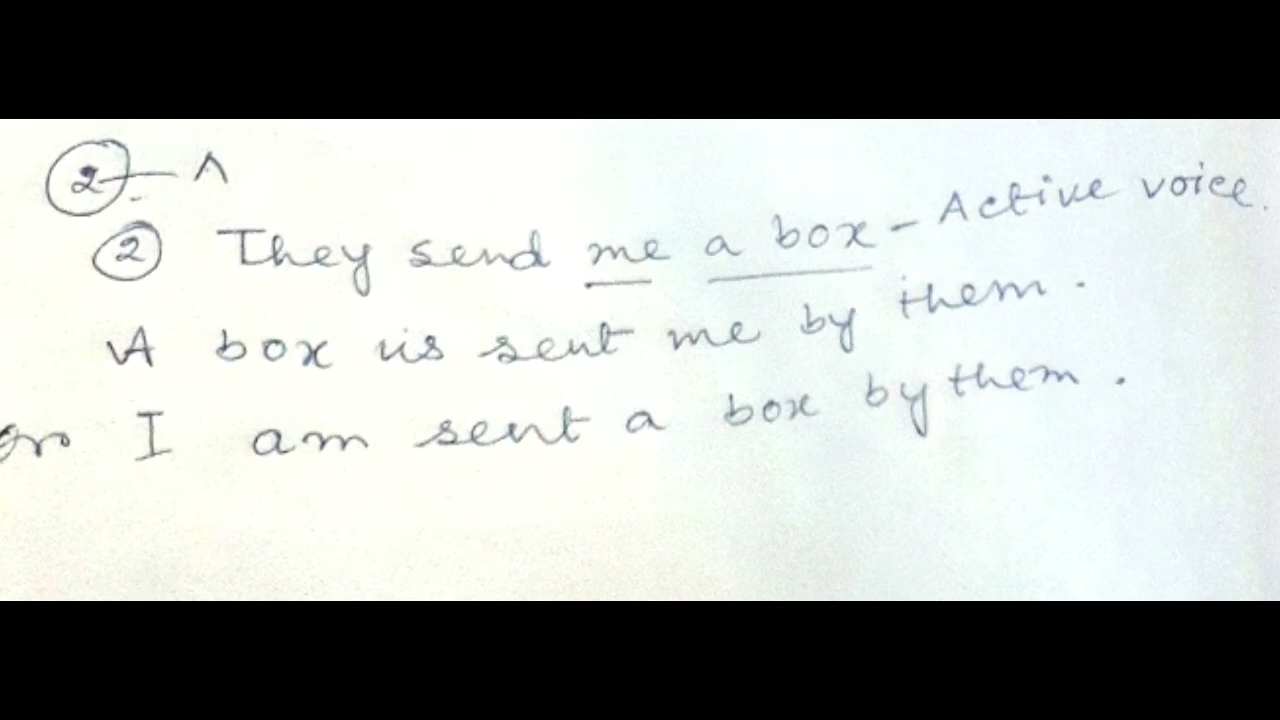 2 - ^
2 They send me a box - Active voice.
A box is sent me by them.
or I am sent a box by them.